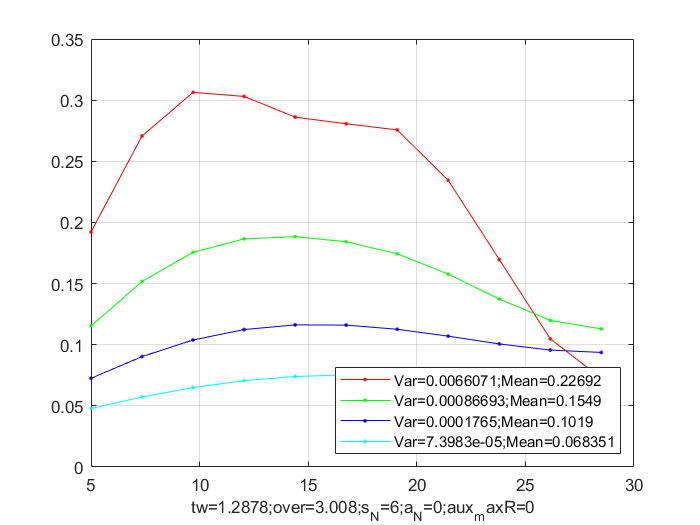 0.35
0.3
0.25
0.2
0.15
0.1
0.05
0
Var=0.0066071;Mean=0.22692
Var=0.00086693;Mean=0.1549
Var=0.0001765;Mean=0.1019
Var=7.3983e-05;Mean=0.068351
5 10 15 20 25 30
tw=1.2878;over=3.008;s_N=6;a_N=0;aux_maxR=0